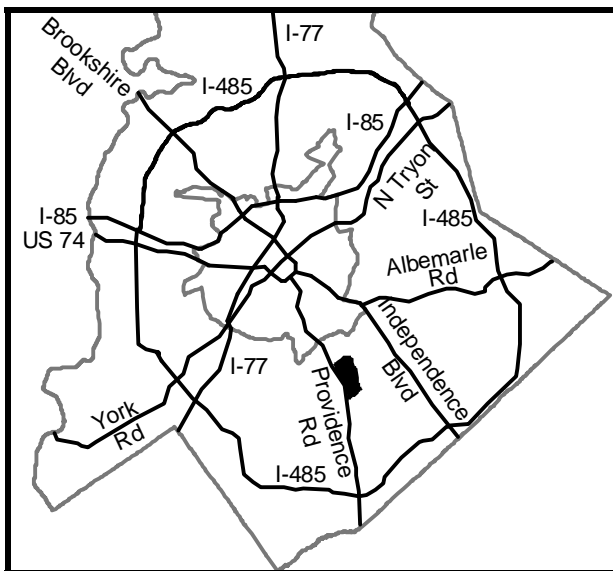 I-77
Brookshire
Blvd
I-485
I-85
N Tryon
St
I-85
US 74
I-485
Albemarle
Rd
Independence
Blvd
I-77
Providence
Rd
York
Rd
I-485